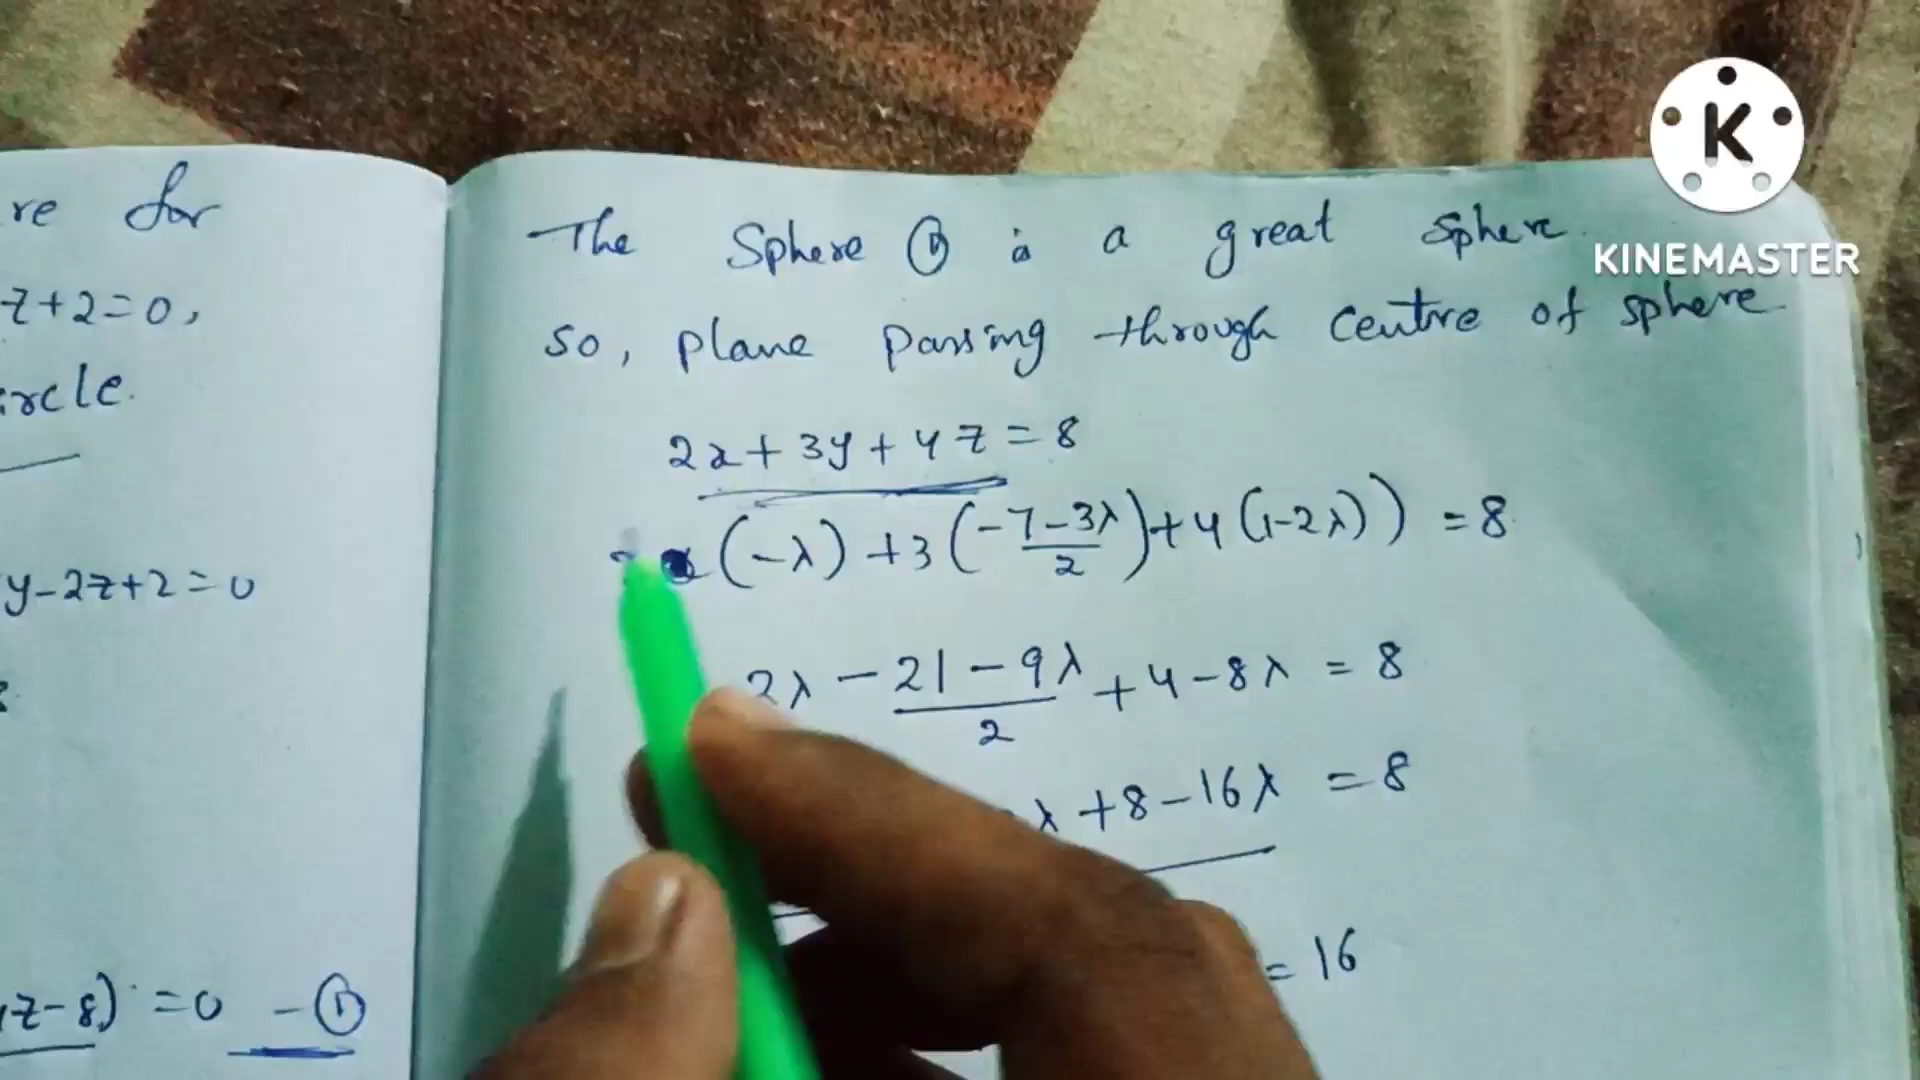 re for
z+2=0,
ircle.
y-2z+2=0
z-8) =0 -①
The Sphere ① is a great sphere.
so, plane passing through centre of sphere
2x+3y+4z=8
(-λ)+3(-7-3λ/2)+4(1-2λ)) =8
2λ-21-9λ/2+4-8λ=8
λ+8-16λ=8
=16
K
KINEMASTER